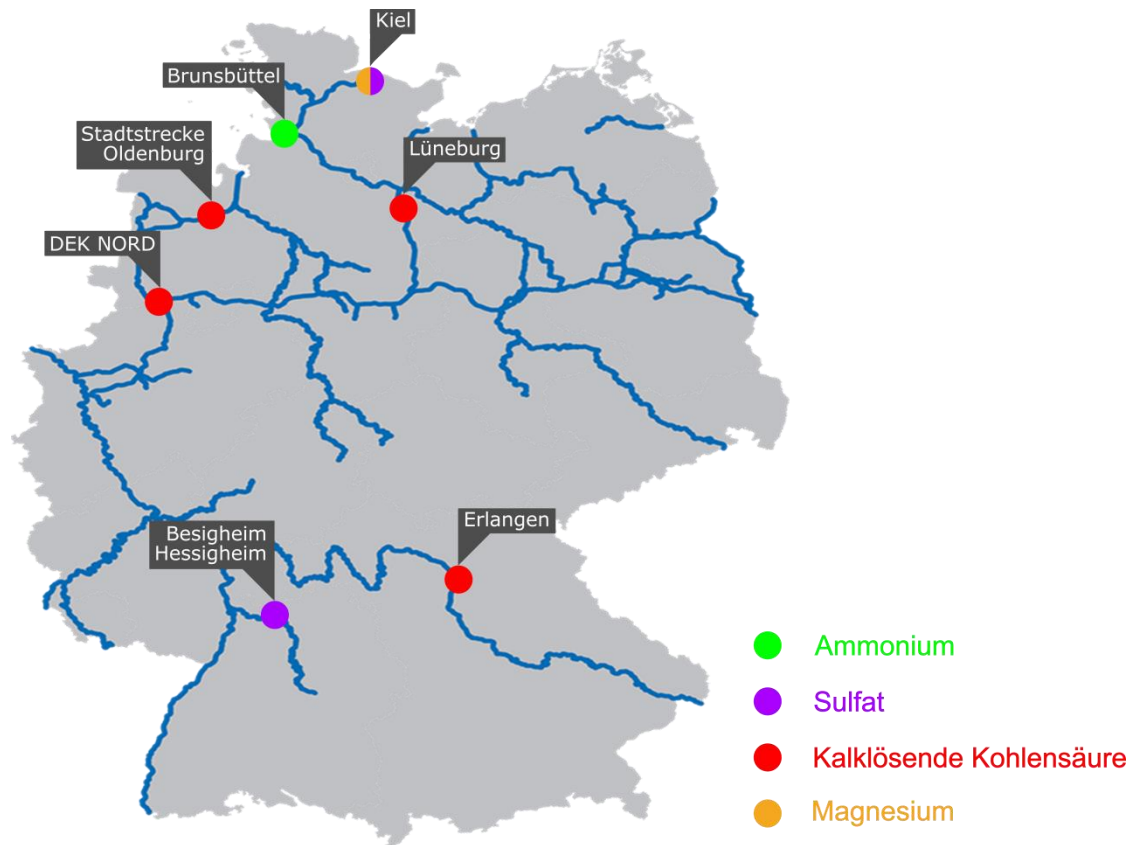 Kiel
Brunsbüttel
Stadtstrecke
Oldenburg
Lüneburg
DEK NORD
Besigheim
Hessigheim
Erlangen
Ammonium
Sulfat
Kalklösende Kohlensäure
Magnesium